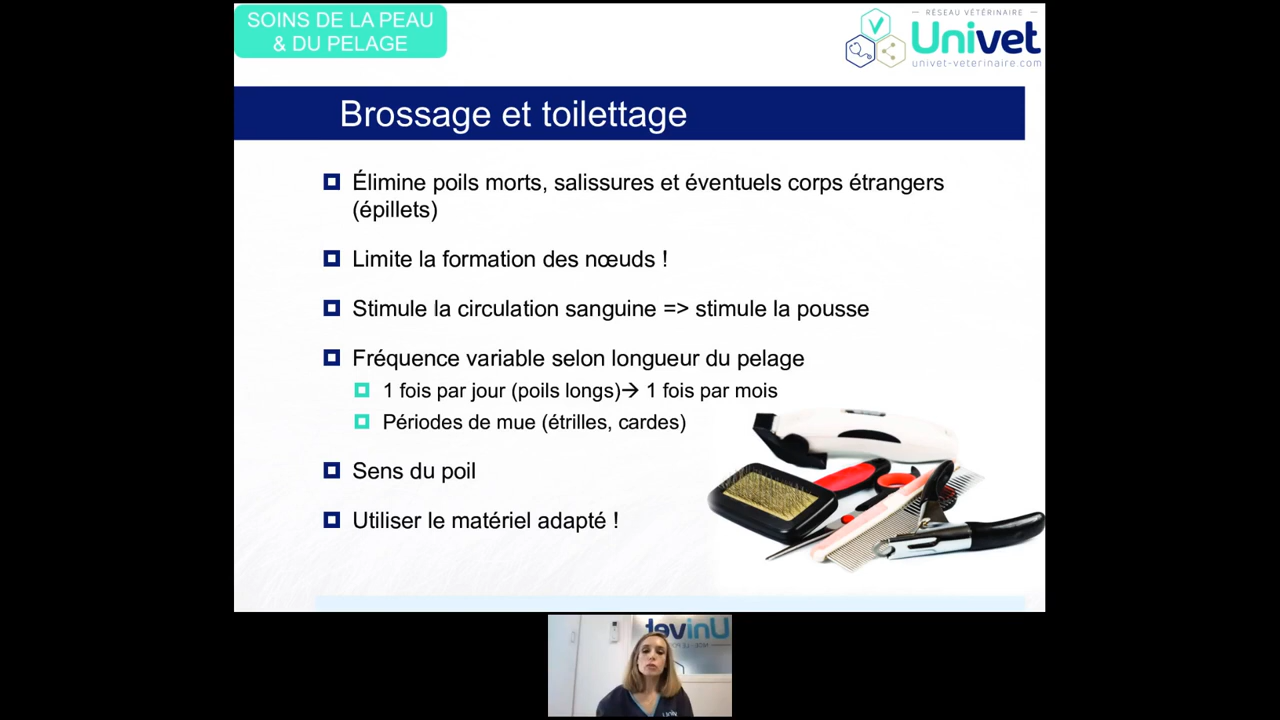 SOINS DE LA PEAU
& DU PELAGE
RÉSEAU VÉTÉRINAIRE
Univet
univet-veterinaire.com
Brossage et toilettage
Élimine poils morts, salissures et éventuels corps étrangers
(épillets)
Limite la formation des nœuds !
Stimule la circulation sanguine => stimule la pousse
Fréquence variable selon longueur du pelage
1 fois par jour (poils longs)→ 1 fois par mois
Périodes de mue (étrilles, cardes)
Sens du poil
Utiliser le matériel adapté !
Univet